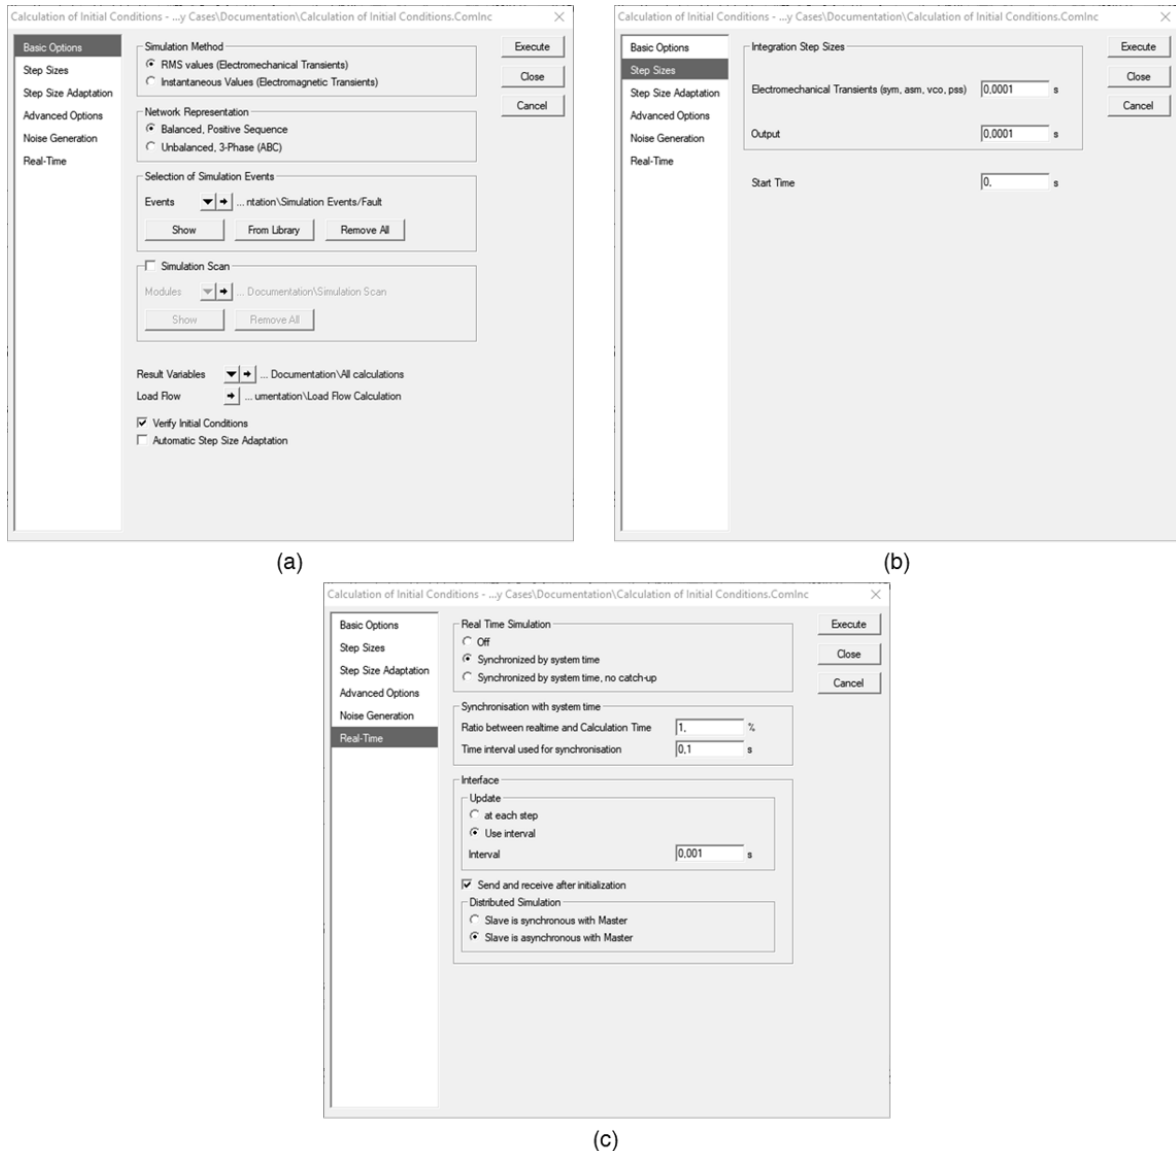 Calculation of Initial Conditions - ...y Cases\Documentation\Calculation of Initial Conditions.ComInc
Basic Options
Step Sizes
Step Size Adaptation
Advanced Options
Noise Generation
Real-Time
Simulation Method
RMS values (Electromechanical Transients)
Instantaneous Values (Electromagnetic Transients)
Network Representation
Balanced, Positive Sequence
Unbalanced, 3-Phase (ABC)
Selection of Simulation Events
Events ... ntation\Simulation Events/Fault
Show From Library Remove All
Simulation Scan
Modules ... Documentation\Simulation Scan
Show Remove All
Result Variables ... Documentation\All calculations
Load Flow ... umentation\Load Flow Calculation
Verify Initial Conditions
Automatic Step Size Adaptation
Execute
Close
Cancel
(a)
Calculation of Initial Conditions - ...y Cases\Documentation\Calculation of Initial Conditions.ComInc
Basic Options
Step Sizes
Step Size Adaptation
Advanced Options
Noise Generation
Real-Time
Integration Step Sizes
Electromechanical Transients (sym, asm, vco, pss) 0,0001 s
Output 0,0001 s
Start Time 0, s
Execute
Close
Cancel
(b)
Calculation of Initial Conditions - ...y Cases\Documentation\Calculation of Initial Conditions.ComInc
Basic Options
Step Sizes
Step Size Adaptation
Advanced Options
Noise Generation
Real-Time
Real Time Simulation
Off
Synchronized by system time
Synchronized by system time, no catch-up
Synchronisation with system time
Ratio between realtime and Calculation Time 1, %
Time interval used for synchronisation 0,1 s
Interface
Update
at each step
Use interval
Interval 0,001 s
Send and receive after initialization
Distributed Simulation
Slave is synchronous with Master
Slave is asynchronous with Master
Execute
Close
Cancel
(c)